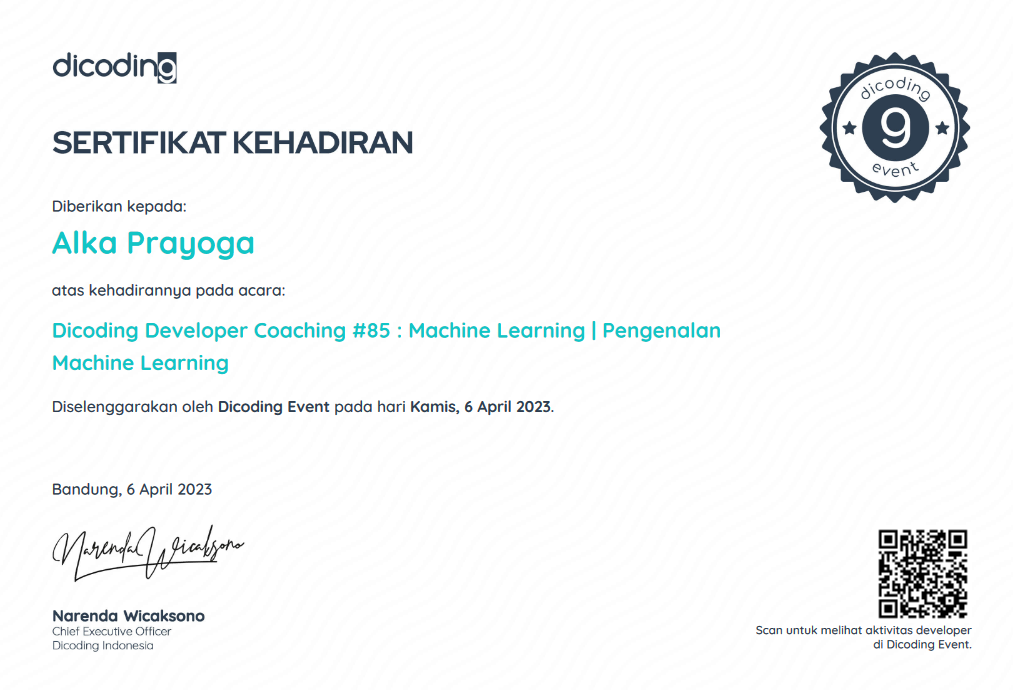 dicoding
dicoding
9
event
SERTIFIKAT KEHADIRAN
Diberikan kepada:
Alka Prayoga
atas kehadirannya pada acara:
Dicoding Developer Coaching #85 : Machine Learning | Pengenalan
Machine Learning
Diselenggarakan oleh Dicoding Event pada hari Kamis, 6 April 2023.
Bandung, 6 April 2023
Narenda Wicaksono
Narenda Wicaksono
Chief Executive Officer
Dicoding Indonesia
Scan untuk melihat aktivitas developer
di Dicoding Event.